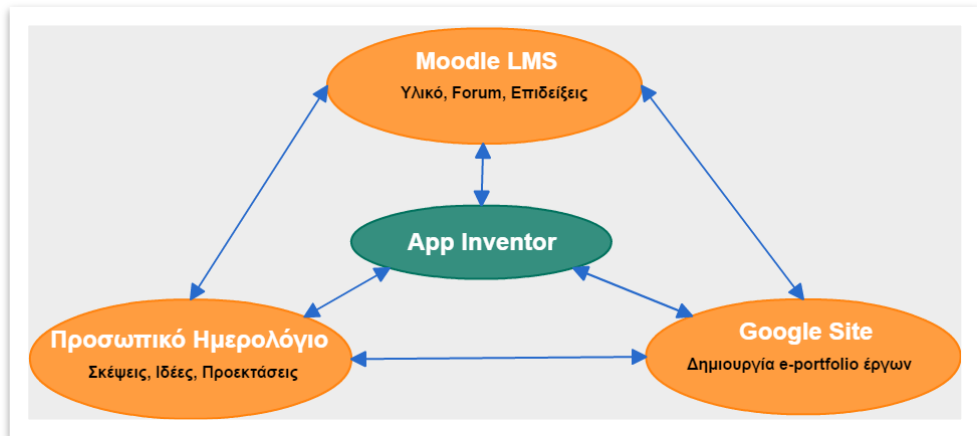 Moodle LMS
Υλικό, Forum, Επιδείξεις
App Inventor
Προσωπικό Ημερολόγιο
Σκέψεις, Ιδέες, Προεκτάσεις
Google Site
Δημιουργία e-portfolio έργων